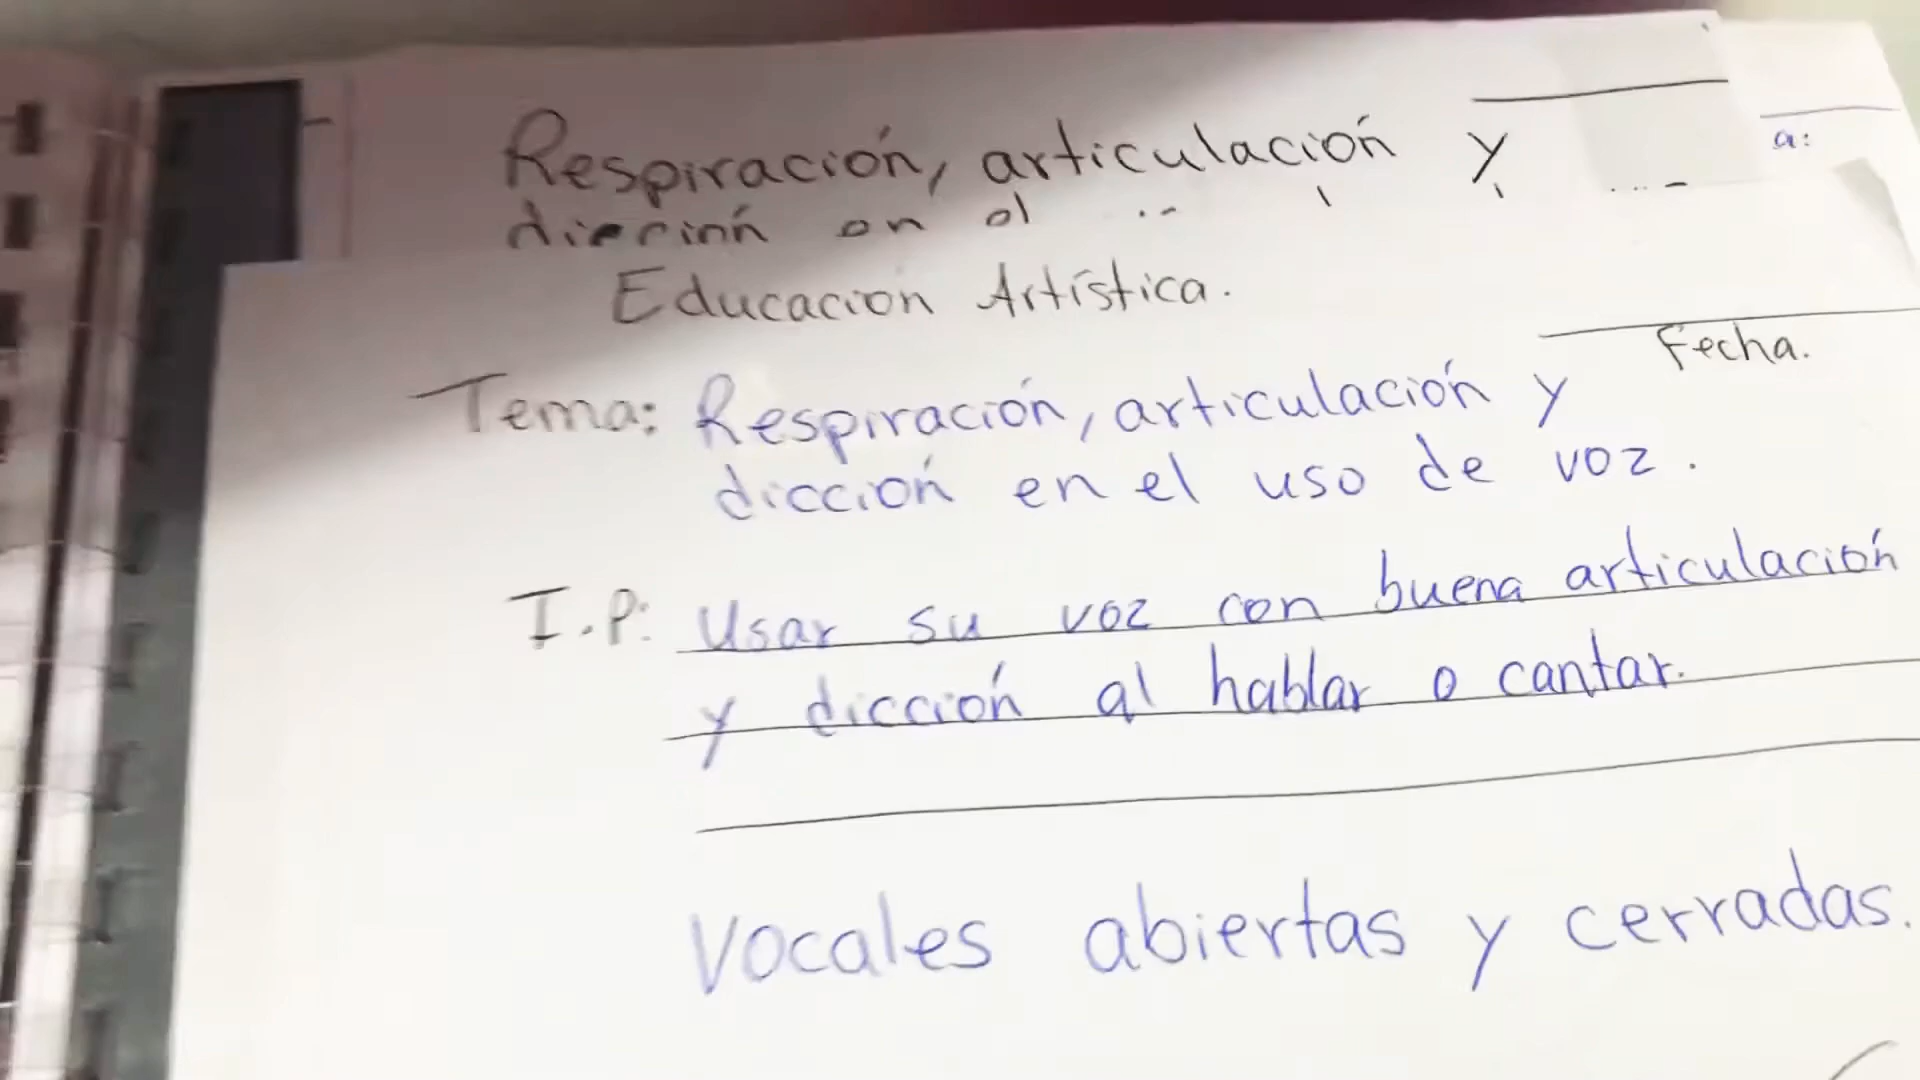 Respiración, articulación y
a:
Educacion Artística.
Fecha.
Tema: Respiración, articulación y
dicción en el uso de voz.
I.P: Usar su voz con buena articulación
y dicción al hablar o cantar.
Vocales abiertas y cerradas.